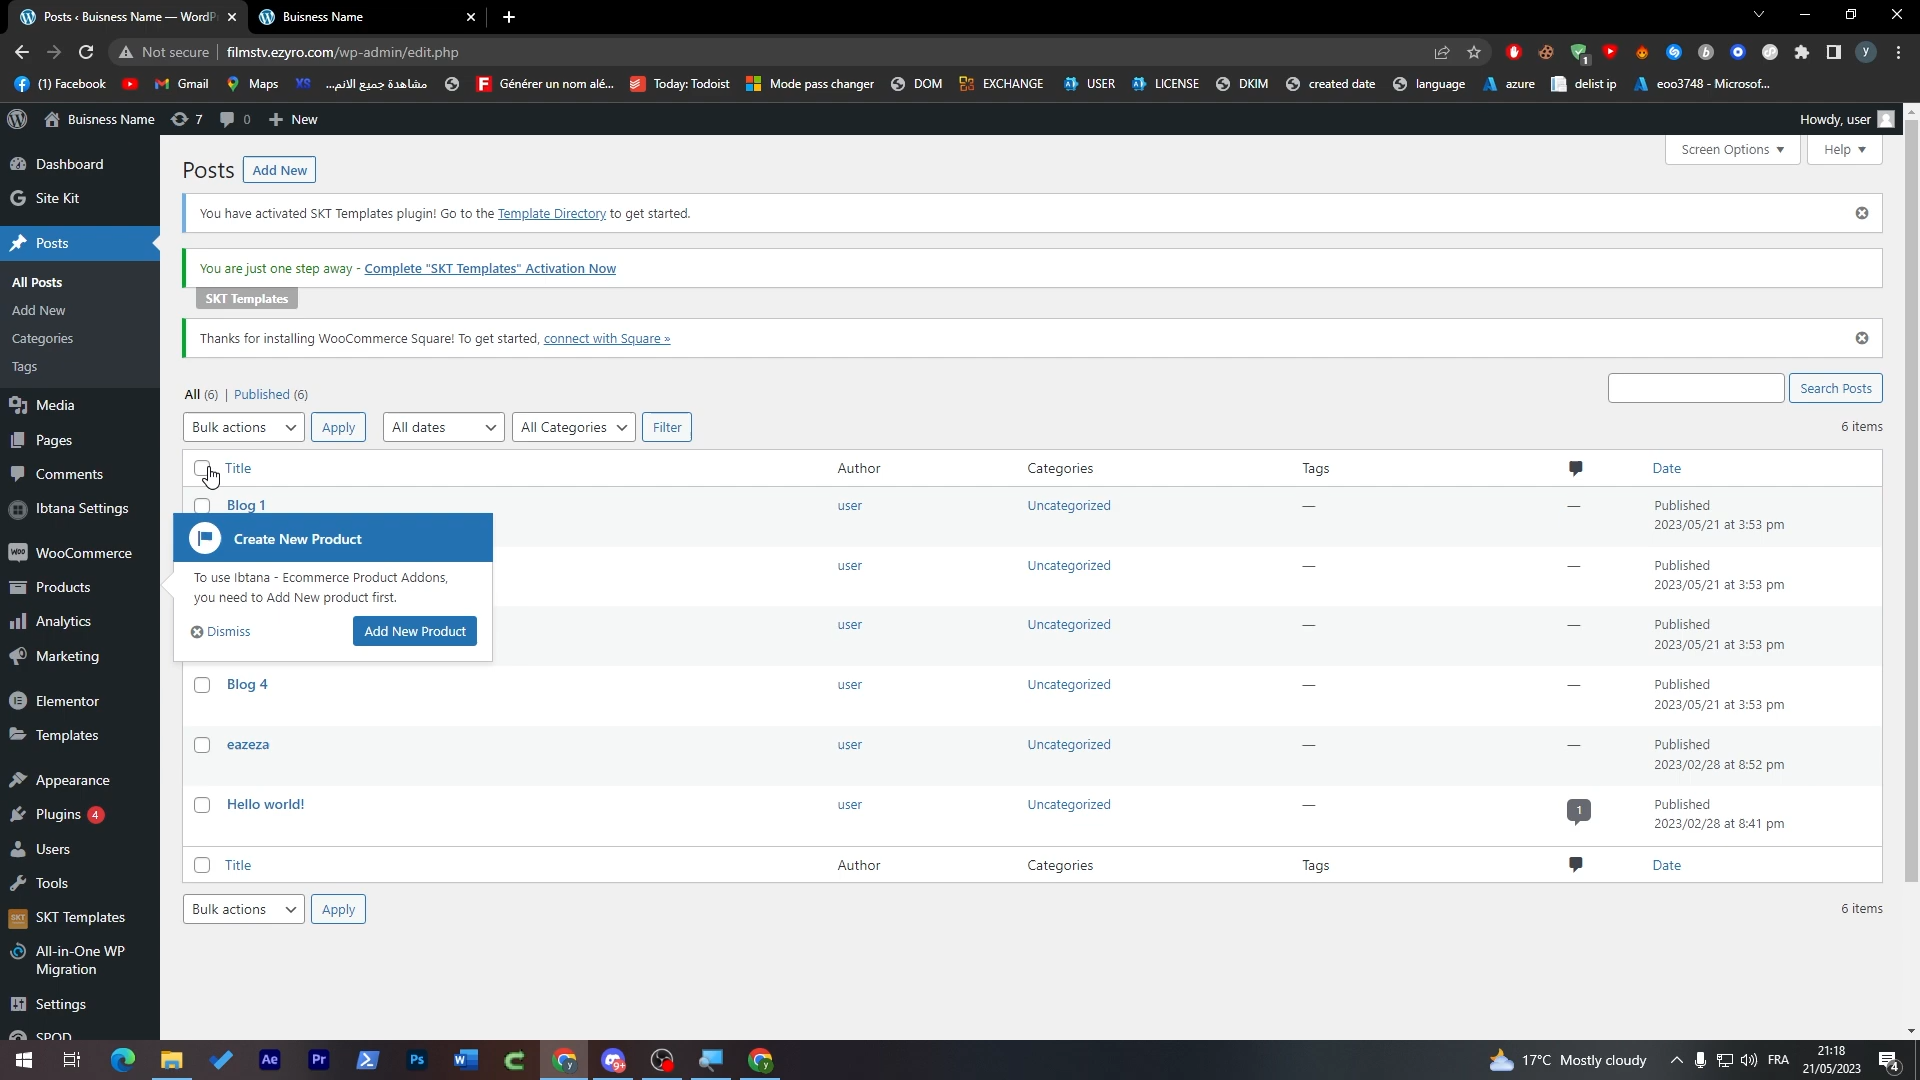 Posts ‹ Buisness Name — WordP
Buisness Name
Not secure
filmstv.ezyro.com/wp-admin/edit.php
1
y
(1) Facebook
Gmail
Maps
XS
مشاهدة جميع الانم...
Générer un nom alé...
Today: Todoist
Mode pass changer
DOM
EXCHANGE
USER
LICENSE
DKIM
created date
language
azure
delist ip
eoo3748 - Microsof...
Buisness Name
7
0
New
Howdy, user
Dashboard
Site Kit
Posts
All Posts
Add New
Categories
Tags
Media
Pages
Comments
Ibtana Settings
WooCommerce
Products
Analytics
Marketing
Elementor
Templates
Appearance
Plugins 4
Users
Tools
SKT Templates
All-in-One WP
Migration
Settings
SPOD
Screen Options
Help
Posts
Add New
You have activated SKT Templates plugin! Go to the Template Directory to get started.
You are just one step away - Complete "SKT Templates" Activation Now
SKT Templates
Thanks for installing WooCommerce Square! To get started, connect with Square »
All (6) | Published (6)
Search Posts
Bulk actions
Apply
All dates
All Categories
Filter
6 items
Title Author Categories Tags Date
Blog 1 user Uncategorized — — Published
2023/05/21 at 3:53 pm
Create New Product
To use Ibtana - Ecommerce Product Addons,
you need to Add New product first.
Dismiss
Add New Product
user Uncategorized — — Published
2023/05/21 at 3:53 pm
user Uncategorized — — Published
2023/05/21 at 3:53 pm
Blog 4 user Uncategorized — — Published
2023/05/21 at 3:53 pm
eazeza user Uncategorized — — Published
2023/02/28 at 8:52 pm
Hello world! user Uncategorized — 1 Published
2023/02/28 at 8:41 pm
Title Author Categories Tags Date
Bulk actions
Apply
6 items
Ae
Pr
Ps
W
9+
17°C Mostly cloudy
FRA
21:18
21/05/2023
4